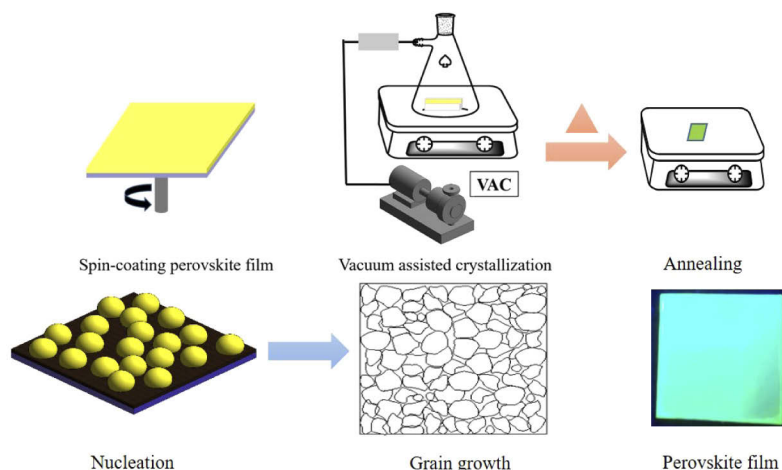 VAC
Spin-coating perovskite film
Vacuum assisted crystallization
Annealing
Nucleation
Grain growth
Perovskite film